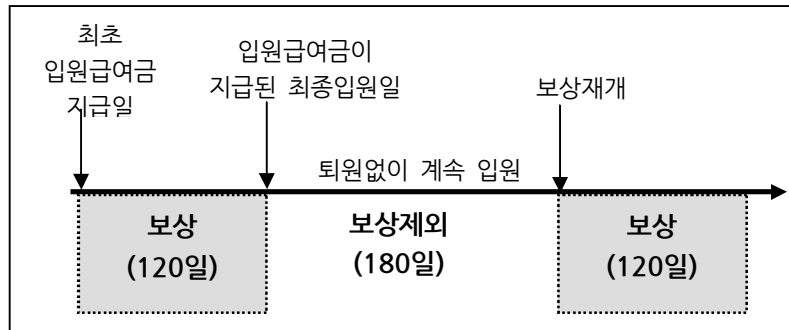 최초
입원급여금
지급일
입원급여금이
지급된 최종입원일
보상재개
퇴원없이 계속 입원
보상
(120일)
보상제외
(180일)
보상
(120일)